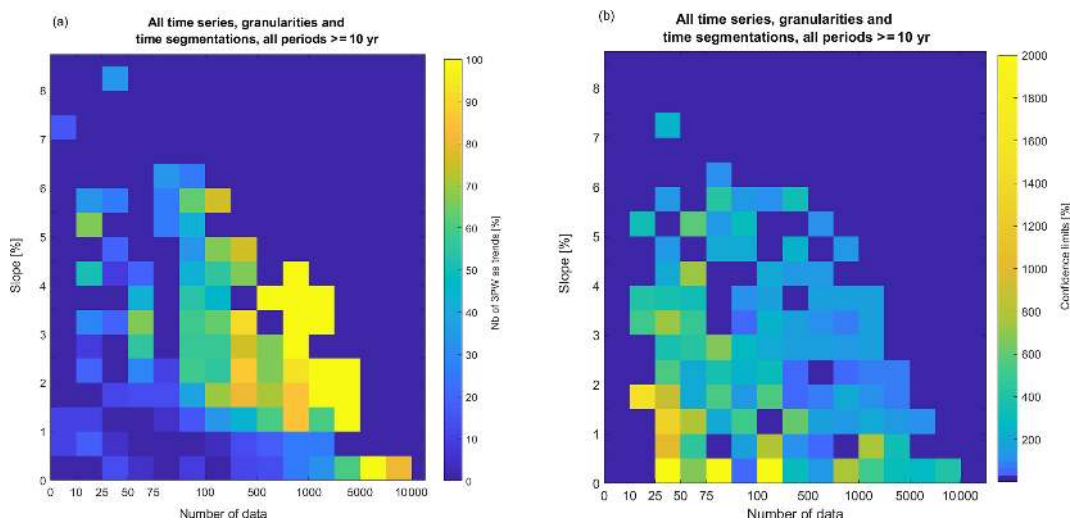 (a)
All time series, granularities and
time segmentations, all periods >= 10 yr
Slope [%]
8
7
6
5
4
3
2
1
0
0 10 25 50 75 100 500 1000 5000 10000
Number of data
100
90
80
70
60
50
40
30
20
10
0
Nb of 3PW as trends [%]
(b)
All time series, granularities and
time segmentations, all periods >= 10 yr
Slope [%]
8
7
6
5
4
3
2
1
0
0 10 25 50 75 100 500 1000 5000 10000
Number of data
2000
1800
1600
1400
1200
1000
800
600
400
200
Confidence limits [%]